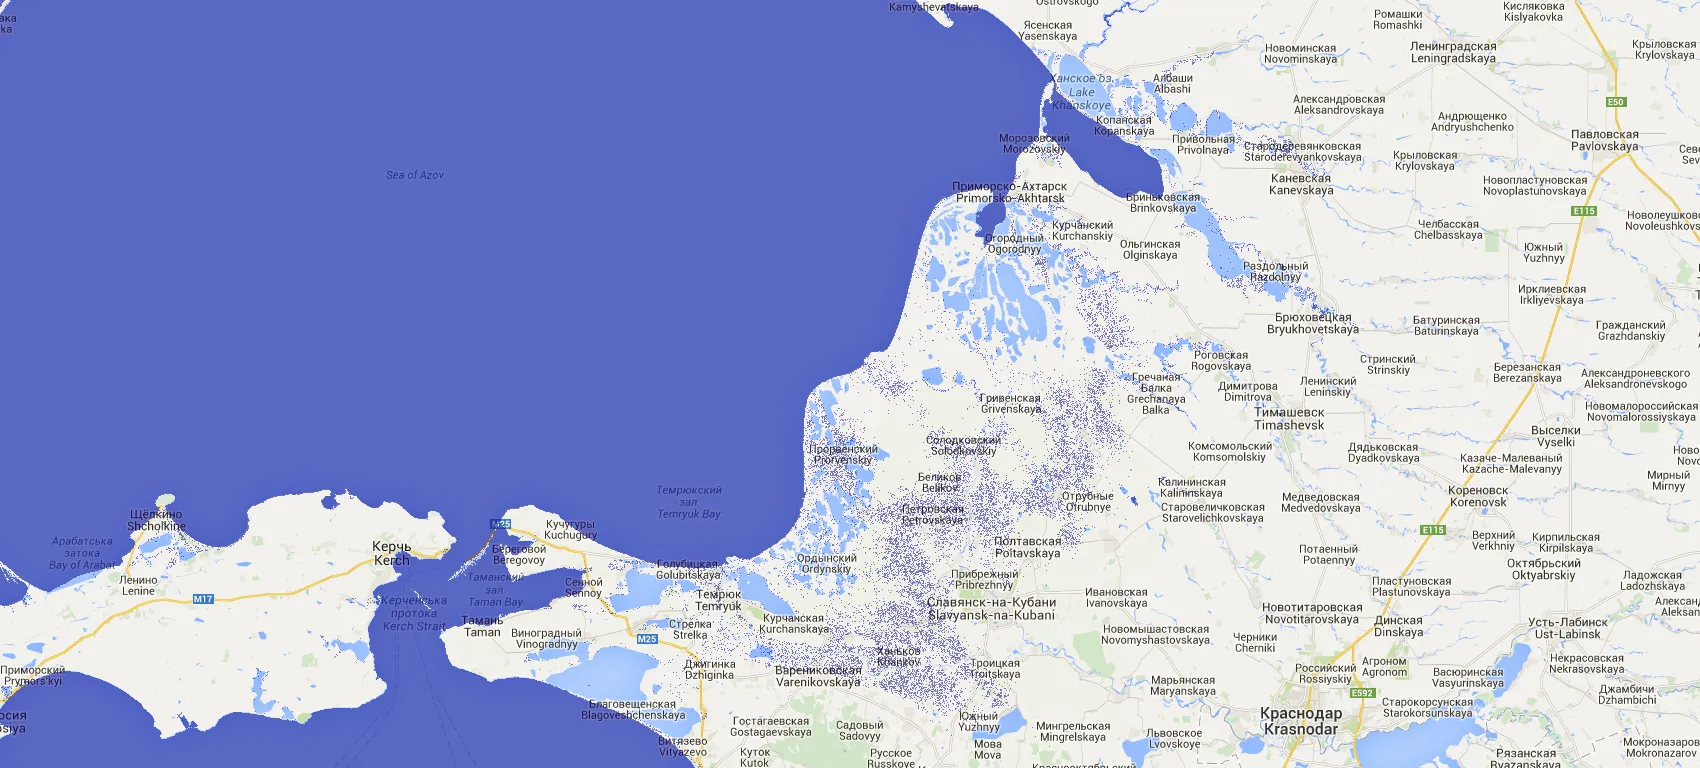 вка
ka
Kamyshevatskaya
Ostrovskogo
Ясенская
Yasenskaya
Ромашки
Romashki
Кисляковка
Kislyakovka
Новоминская
Novominskaya
Ленинградская
Leningradskaya
Крыловская
Krylovskaya
Ханское оз.
Lake
Khanskoye
Албаши
Albashi
Александровская
Aleksandrovskaya
E50
Андрющенко
Andryushchenko
Копанская
Kopanskaya
Павловская
Pavlovskaya
Морозовский
Morozovskiy
Привольная
Privolnaya
Стародеревянковская
Staroderevyankovskaya
Крыловская
Krylovskaya
Sea of Azov
Каневская
Kanevskaya
Новопластуновская
Novoplastunovskaya
Приморско-Ахтарск
Primorsko-Akhtarsk
Бриньковская
Brinkovskaya
E115
Новолеушковс
Novoleushkovs
Курчанский
Kurchanskiy
Челбасская
Chelbasskaya
Огородный
Ogorodnyy
Ольгинская
Olginskaya
Южный
Yuzhnyy
Раздольный
Razdolnyy
Ирклиевская
Irkliyevskaya
Брюховецкая
Bryukhovetskaya
Батуринская
Baturinskaya
Гражданский
Grazhdanskiy
Роговская
Rogovskaya
Стринский
Strinskiy
Березанская
Berezanskaya
Александроневского
Aleksandronevskogo
Гречаная
Балка
Grechanaya
Balka
Димитрова
Dimitrova
Ленинский
Leninskiy
Гривенская
Grivenskaya
Тимашевск
Timashevsk
Новомалороссийская
Novomalorossiyskaya
Выселки
Vyselki
Солодковский
Solodkovskiy
Прорвенский
Prorvenskiy
Комсомольский
Komsomolskiy
Дядьковская
Dyadkovskaya
Казаче-Малеваный
Kazache-Malevanyy
Мирный
Mirnyy
Беликов
Belikov
Калининская
Kalininskaya
Кореновск
Korenovsk
Темрюкский
зал
Temryuk Bay
Отрубные
Otrubnye
Медведовская
Medvedovskaya
Щёлкино
Shcholkine
Петровская
Petrovskaya
Старовеличковская
Starovelichkovskaya
M25
Кучугуры
Kuchugury
E115
Верхний
Verkhniy
Кирпильская
Kirpilskaya
Арабатська
затока
Bay of Arabat
Керчь
Kerch
Береговой
Beregovoj
Полтавская
Poltavskaya
Потаенный
Potaennyy
Октябрьский
Oktyabrskiy
Ордынский
Ordynskiy
Голубицкая
Golubitskaya
Ленино
Lenine
Таманский
зал
Taman Bay
Сенной
Sennoy
Прибрежный
Pribrezhnyy
Пластуновская
Plastunovskaya
Ладожская
Ladozhskaya
M17
Темрюк
Temryuk
Ивановская
Ivanovskaya
Керченська
протока
Kerch Strait
Славянск-на-Кубани
Slavyansk-na-Kubani
Новотитаровская
Novotitarovskaya
Тамань
Taman
Стрелка
Strelka
Курчанская
Kurchanskaya
Динская
Dinskaya
Усть-Лабинск
Ust-Labinsk
Виноградный
Vinogradnyy
M25
Новомышастовская
Novomyshastovskaya
Черники
Cherniki
Ханьков
Khankov
Джигинка
Dzhiginka
Троицкая
Troitskaya
Агроном
Agronom
Некрасовская
Nekrasovskaya
Приморский
Prymors'kyi
Варениковская
Varenikovskaya
Российский
Rossiyskiy
Васюринская
Vasyurinskaya
Марьянская
Maryanskaya
E592
Джамбичи
Dzhambichi
Благовещенская
Blagoveshchenskaya
Старокорсунская
Starokorsunskaya
Краснодар
Krasnodar
Гостагаевская
Gostagaevskaya
Садовый
Sadovyy
Южный
Yuzhnyy
Мингрельская
Mingrelskaya
Львовское
Lvovskoye
Витязево
Vityazevo
Куток
Kutok
Русское
Russkoye
Мова
Mova
Рязанская
Ryazanskaya
Мокроназаров
Mokronazarov